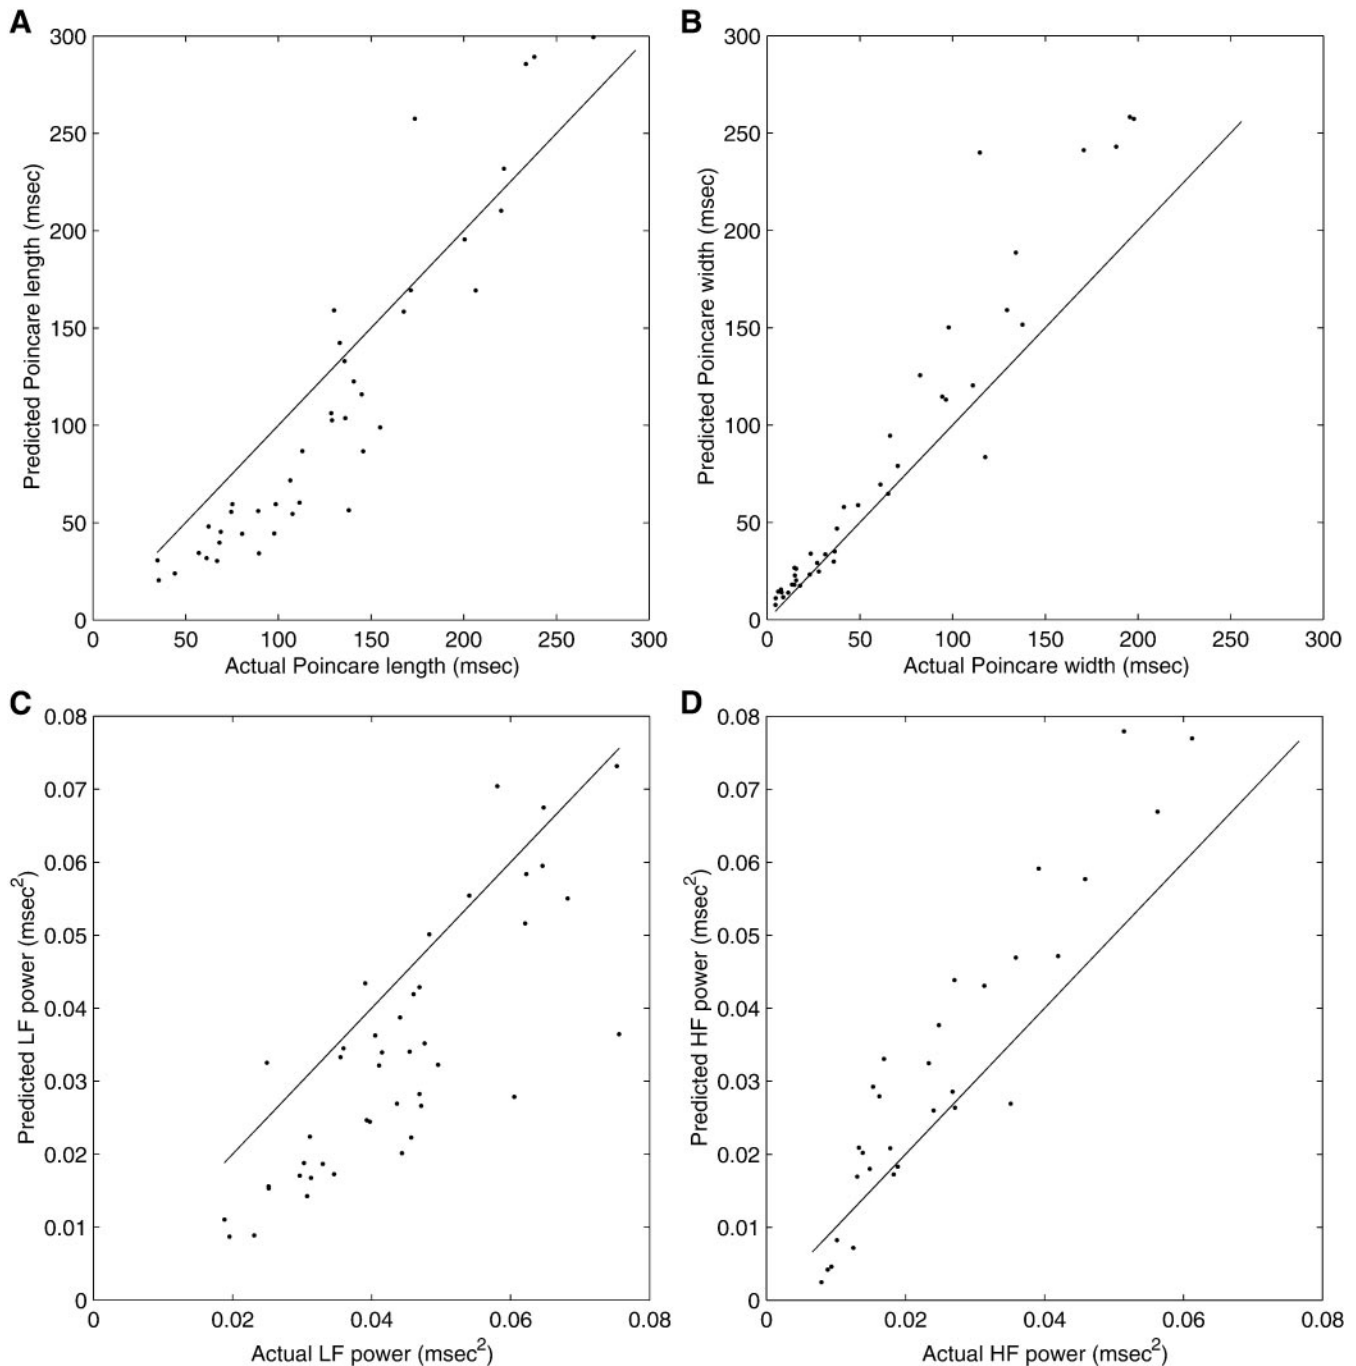 A
B
300
250
200
150
100
50
0
Predicted Poincare length (msec)
0 50 100 150 200 250 300
Actual Poincare length (msec)
300
250
200
150
100
50
0
Predicted Poincare width (msec)
0 50 100 150 200 250 300
Actual Poincare width (msec)
C
D
0.08
0.07
0.06
0.05
0.04
0.03
0.02
0.01
0
Predicted LF power (msec²)
0 0.02 0.04 0.06 0.08
Actual LF power (msec²)
0.08
0.07
0.06
0.05
0.04
0.03
0.02
0.01
0
Predicted HF power (msec²)
0 0.02 0.04 0.06 0.08
Actual HF power (msec²)